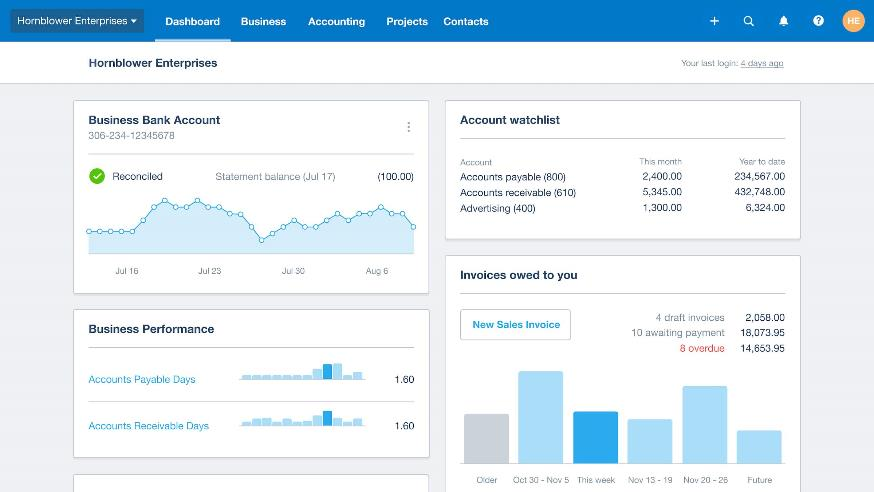 Hornblower Enterprises Dashboard Business Accounting Projects Contacts HE
Hornblower Enterprises Your last login: 4 days ago
Business Bank Account
306-234-12345678
Reconciled Statement balance (Jul 17) (100.00)
Jul 16 Jul 23 Jul 30 Aug 6
Business Performance
Accounts Payable Days 1.60
Accounts Receivable Days 1.60
Account watchlist
Account This month Year to date
Accounts payable (800) 2,400.00 234,567.00
Accounts receivable (610) 5,345.00 432,748.00
Advertising (400) 1,300.00 6,324.00
Invoices owed to you
New Sales Invoice
4 draft invoices 2,058.00
10 awaiting payment 18,073.95
8 overdue 14,653.95
Older Oct 30 - Nov 5 This week Nov 13 - 19 Nov 20 - 26 Future